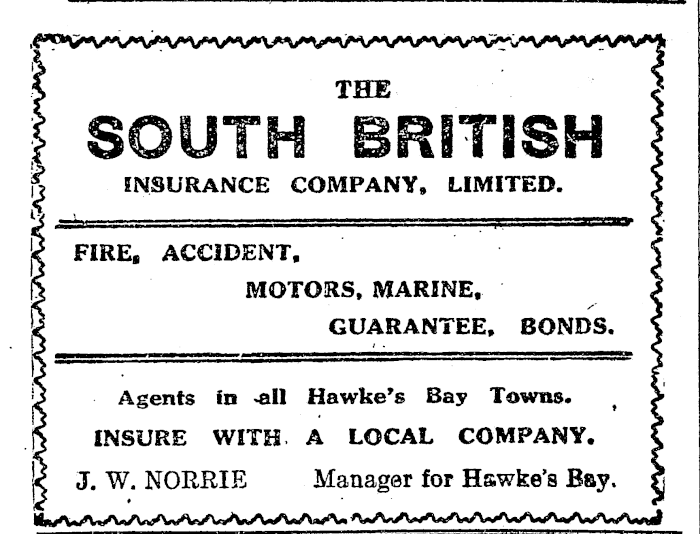 THE
SOUTH BRITISH
INSURANCE COMPANY, LIMITED.
FIRE, ACCIDENT,
MOTORS, MARINE,
GUARANTEE, BONDS.
Agents in all Hawke's Bay Towns.
INSURE WITH A LOCAL COMPANY.
J. W. NORRIE Manager for Hawke's Bay.